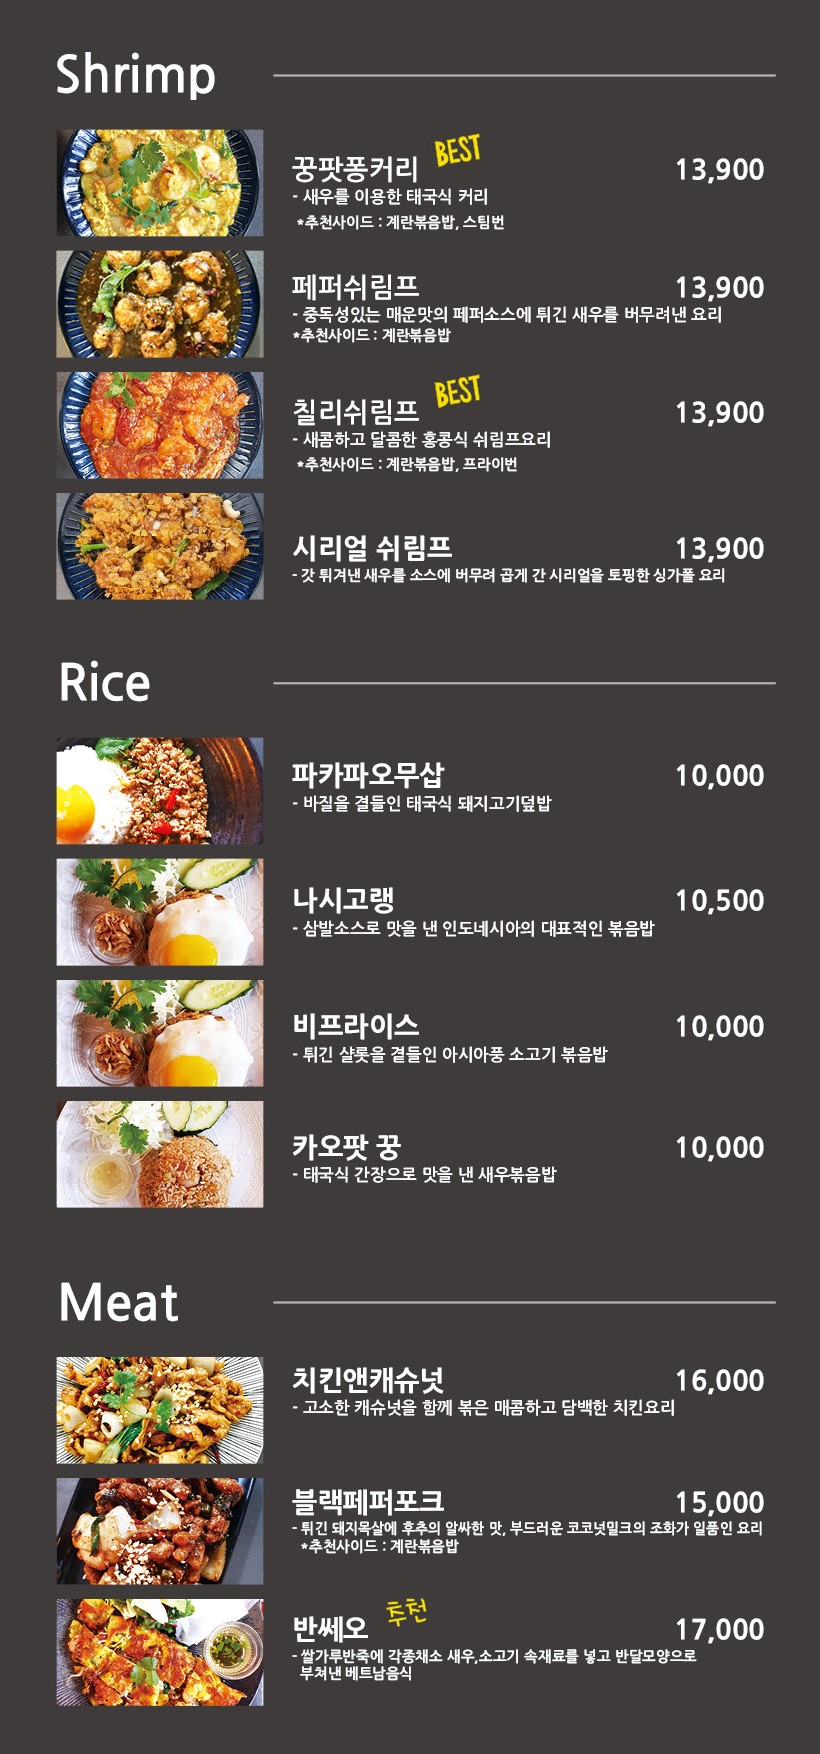 Shrimp
꿍팟퐁커리 BEST 13,900
- 새우를 이용한 태국식 커리
*추천사이드 : 계란볶음밥, 스팀번
페퍼쉬림프 13,900
- 중독성있는 매운맛의 페퍼소스에 튀긴 새우를 버무려낸 요리
*추천사이드 : 계란볶음밥
칠리쉬림프 BEST 13,900
- 새콤하고 달콤한 홍콩식 쉬림프요리
*추천사이드 : 계란볶음밥, 프라이번
시리얼 쉬림프 13,900
- 갓 튀겨낸 새우를 소스에 버무려 곱게 간 시리얼을 토핑한 싱가폴 요리
Rice
파카파오무삽 10,000
- 바질을 곁들인 태국식 돼지고기덮밥
나시고랭 10,500
- 삼발소스로 맛을 낸 인도네시아의 대표적인 볶음밥
비프라이스 10,000
- 튀긴 샬롯을 곁들인 아시아풍 소고기 볶음밥
카오팟 꿍 10,000
- 태국식 간장으로 맛을 낸 새우볶음밥
Meat
치킨앤캐슈넛 16,000
- 고소한 캐슈넛을 함께 볶은 매콤하고 담백한 치킨요리
블랙페퍼포크 15,000
- 튀긴 돼지목살에 후추의 알싸한 맛, 부드러운 코코넛밀크의 조화가 일품인 요리
*추천사이드 : 계란볶음밥
반쎄오 추천 17,000
- 쌀가루반죽에 각종채소 새우,소고기 속재료를 넣고 반달모양으로
부쳐낸 베트남음식